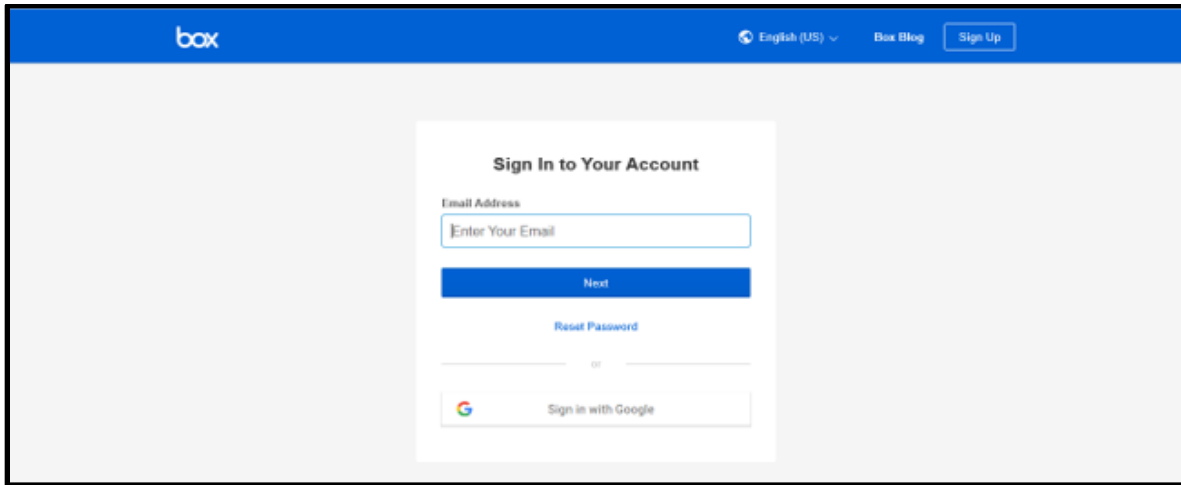 box English (US) Box Blog Sign Up
Sign In to Your Account
Email Address
Enter Your Email
Next
Reset Password
or
Sign in with Google